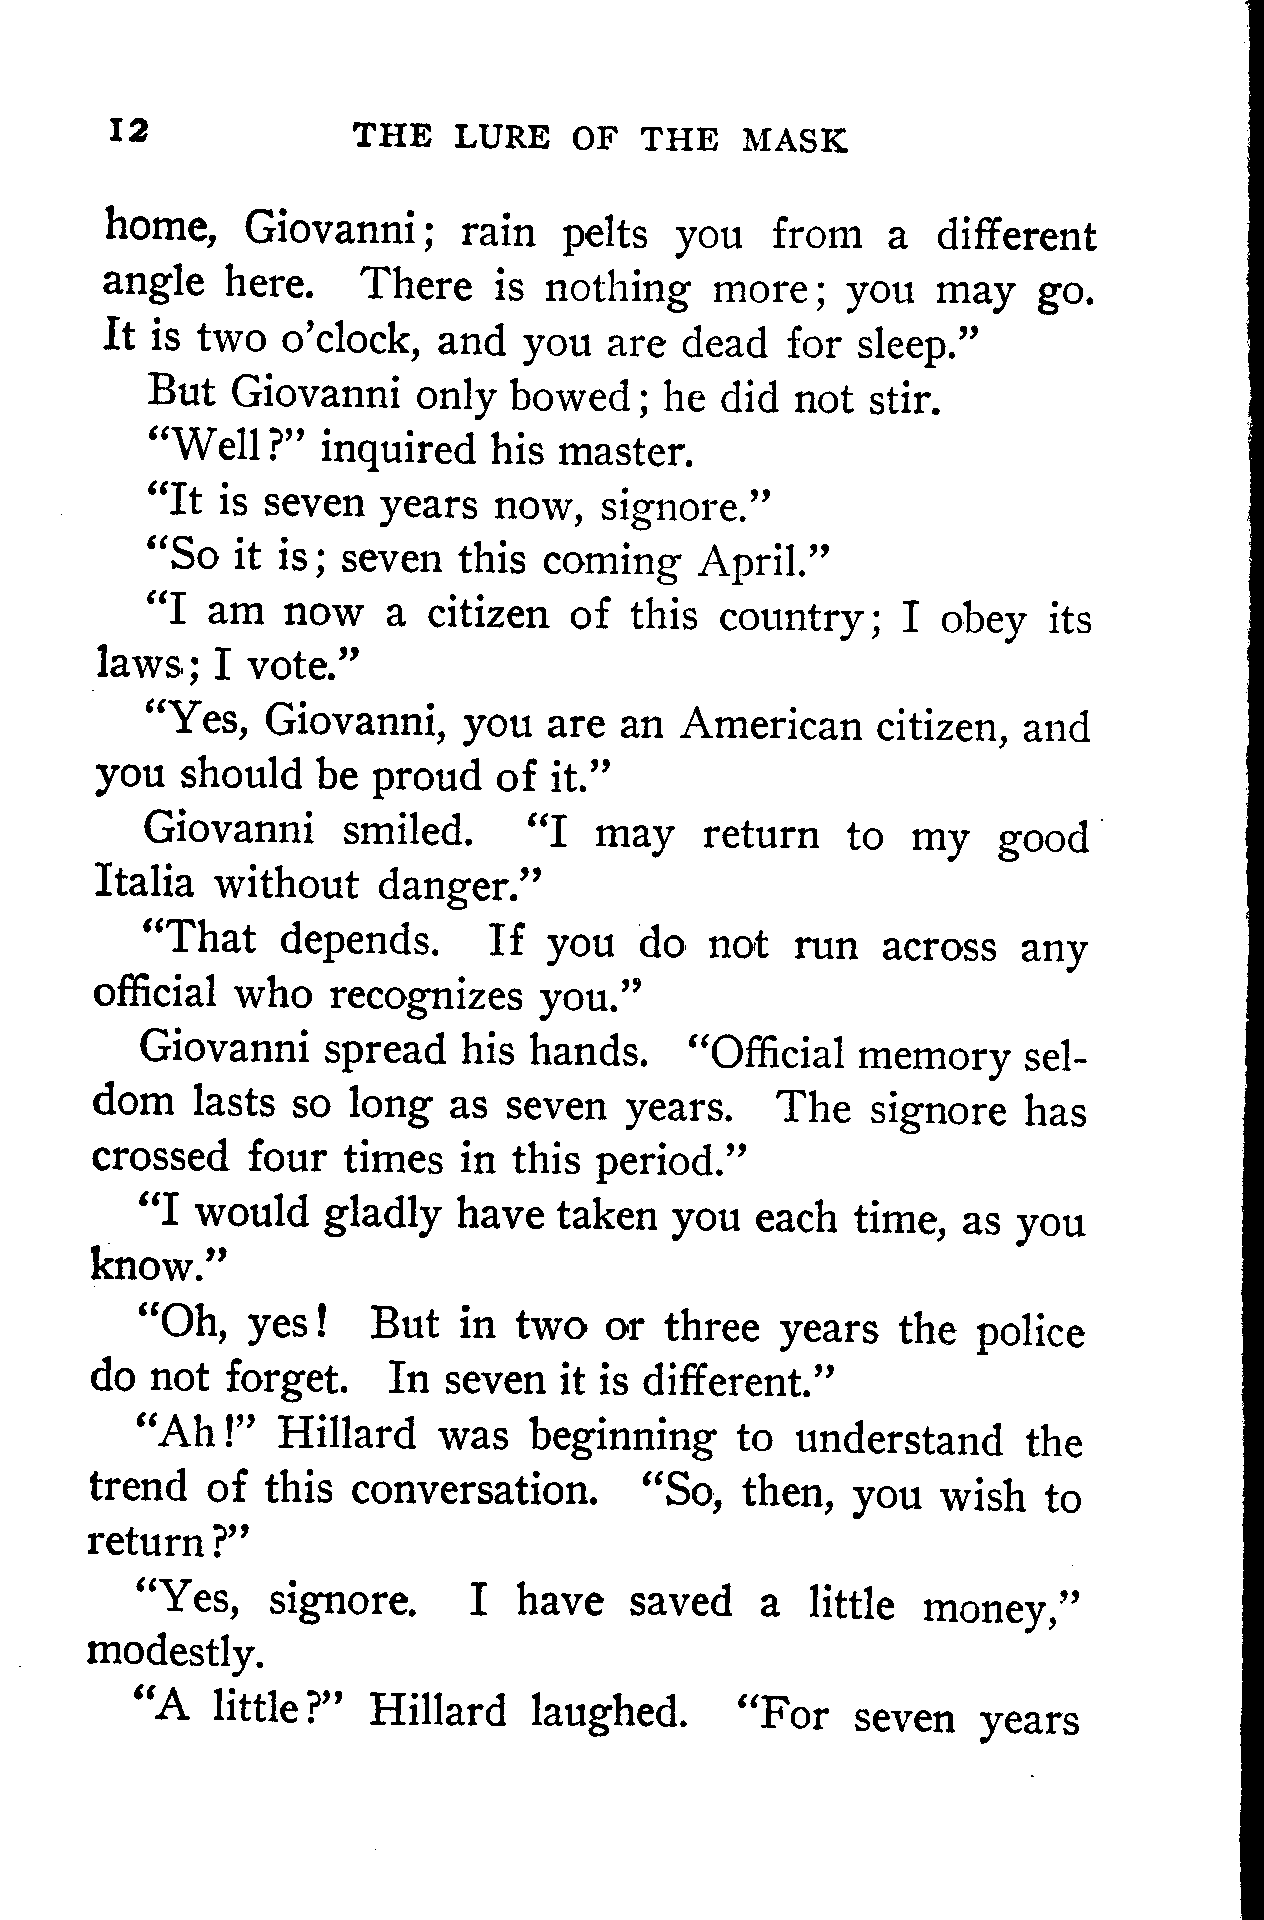 12 THE LURE OF THE MASK
home, Giovanni; rain pelts you from a different
angle here. There is nothing more; you may go.
It is two o'clock, and you are dead for sleep."
But Giovanni only bowed; he did not stir.
"Well?" inquired his master.
"It is seven years now, signore."
"So it is; seven this coming April."
"I am now a citizen of this country; I obey its
laws; I vote."
"Yes, Giovanni, you are an American citizen, and
you should be proud of it."
Giovanni smiled. "I may return to my good
Italia without danger."
"That depends. If you do not run across any
official who recognizes you."
Giovanni spread his hands. "Official memory sel-
dom lasts so long as seven years. The signore has
crossed four times in this period."
"I would gladly have taken you each time, as you
know."
"Oh, yes! But in two or three years the police
do not forget. In seven it is different."
"Ah!" Hillard was beginning to understand the
trend of this conversation. "So, then, you wish to
return?"
"Yes, signore. I have saved a little money,"
modestly.
"A little?" Hillard laughed. "For seven years